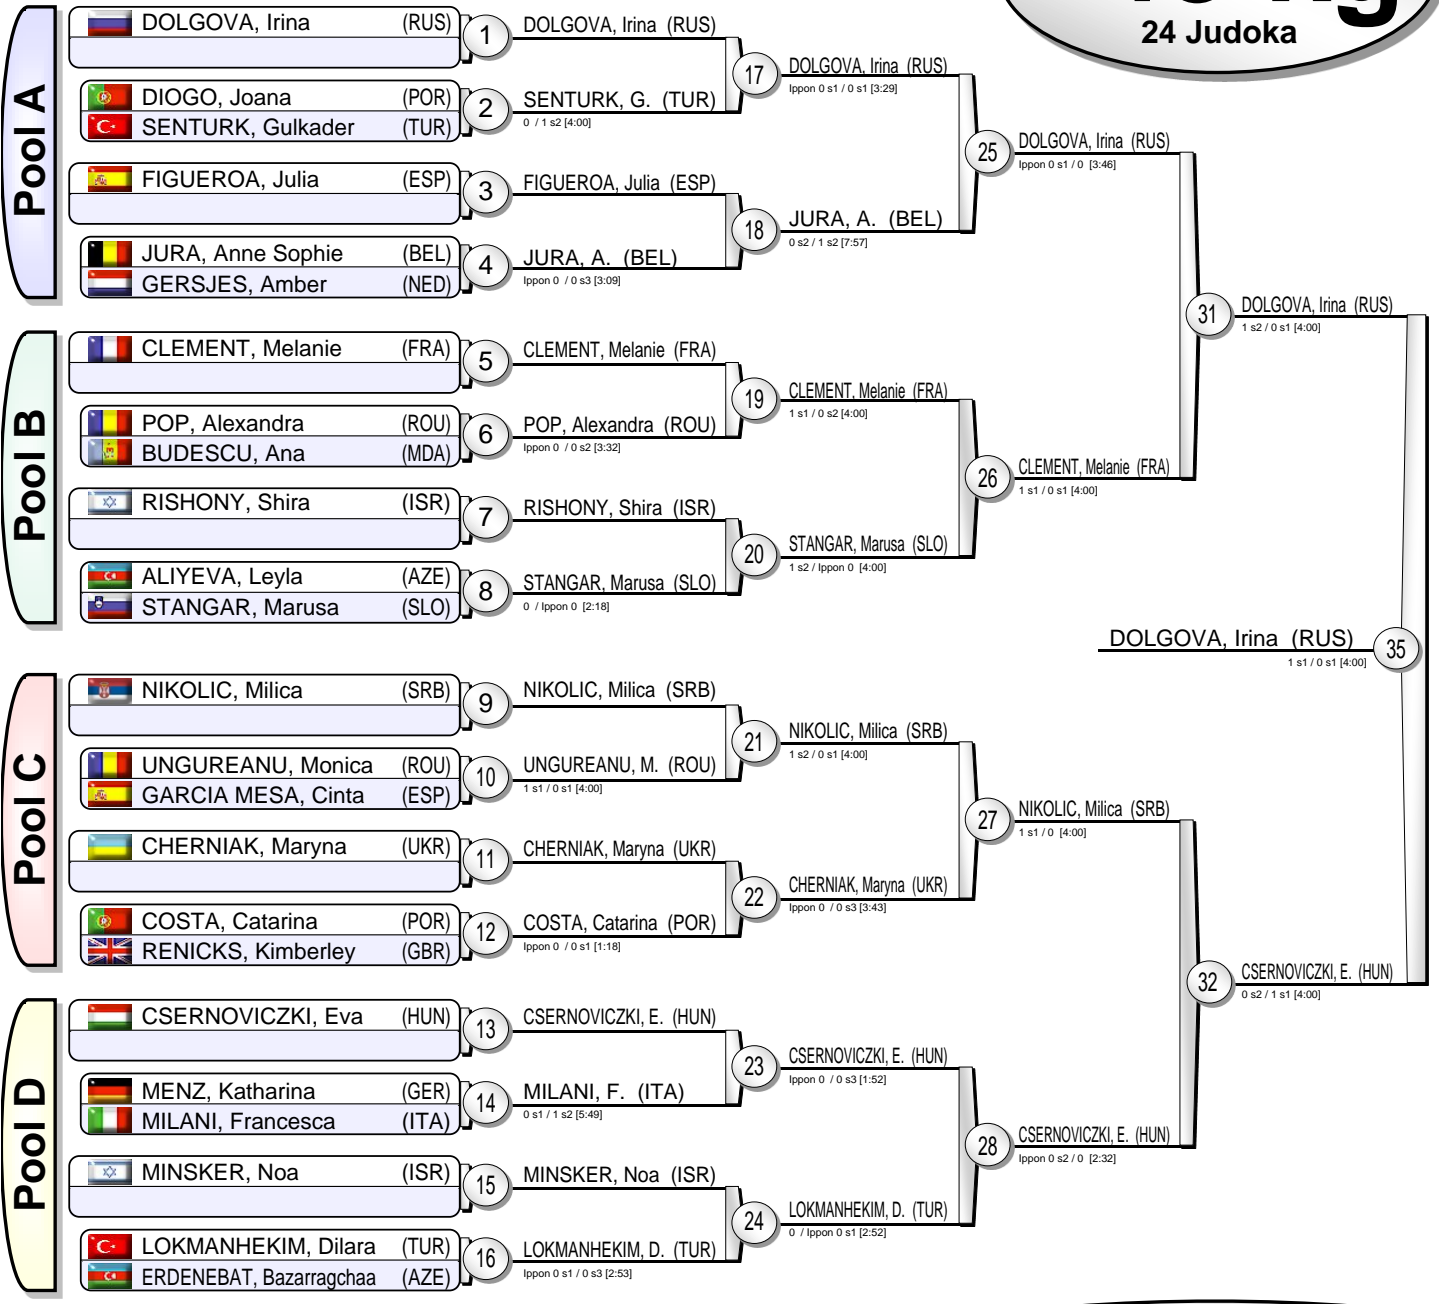 24 Judoka
Pool A
DOLGOVA, Irina (RUS)
DIOGO, Joana (POR)
SENTURK, Gulkader (TUR)
FIGUEROA, Julia (ESP)
JURA, Anne Sophie (BEL)
GERSJES, Amber (NED)
Pool B
CLEMENT, Melanie (FRA)
POP, Alexandra (ROU)
BUDESCU, Ana (MDA)
RISHONY, Shira (ISR)
ALIYEVA, Leyla (AZE)
STANGAR, Marusa (SLO)
Pool C
NIKOLIC, Milica (SRB)
UNGUREANU, Monica (ROU)
GARCIA MESA, Cinta (ESP)
CHERNIAK, Maryna (UKR)
COSTA, Catarina (POR)
RENICKS, Kimberley (GBR)
Pool D
CSERNOVICZKI, Eva (HUN)
MENZ, Katharina (GER)
MILANI, Francesca (ITA)
MINSKER, Noa (ISR)
LOKMANHEKIM, Dilara (TUR)
ERDENEBAT, Bazarragchaa (AZE)
1
DOLGOVA, Irina (RUS)
2
SENTURK, G. (TUR)
0 / 1 s2 [4:00]
3
FIGUEROA, Julia (ESP)
4
JURA, A. (BEL)
Ippon 0 / 0 s3 [3:09]
5
CLEMENT, Melanie (FRA)
6
POP, Alexandra (ROU)
Ippon 0 / 0 s2 [3:32]
7
RISHONY, Shira (ISR)
8
STANGAR, Marusa (SLO)
0 / Ippon 0 [2:18]
9
NIKOLIC, Milica (SRB)
10
UNGUREANU, M. (ROU)
1 s1 / 0 s1 [4:00]
11
CHERNIAK, Maryna (UKR)
12
COSTA, Catarina (POR)
Ippon 0 / 0 s1 [1:18]
13
CSERNOVICZKI, E. (HUN)
14
MILANI, F. (ITA)
0 s1 / 1 s2 [5:49]
15
MINSKER, Noa (ISR)
16
LOKMANHEKIM, D. (TUR)
Ippon 0 s1 / 0 s3 [2:53]
17
DOLGOVA, Irina (RUS)
Ippon 0 s1 / 0 s1 [3:29]
18
JURA, A. (BEL)
0 s2 / 1 s2 [7:57]
19
CLEMENT, Melanie (FRA)
1 s1 / 0 s2 [4:00]
20
STANGAR, Marusa (SLO)
1 s2 / Ippon 0 [4:00]
21
NIKOLIC, Milica (SRB)
1 s2 / 0 s1 [4:00]
22
CHERNIAK, Maryna (UKR)
Ippon 0 / 0 s3 [3:43]
23
CSERNOVICZKI, E. (HUN)
Ippon 0 / 0 s3 [1:52]
24
LOKMANHEKIM, D. (TUR)
0 / Ippon 0 s1 [2:52]
25
DOLGOVA, Irina (RUS)
Ippon 0 s1 / 0 [3:46]
26
CLEMENT, Melanie (FRA)
1 s1 / 0 s1 [4:00]
27
NIKOLIC, Milica (SRB)
1 s1 / 0 [4:00]
28
CSERNOVICZKI, E. (HUN)
Ippon 0 s2 / 0 [2:32]
31
DOLGOVA, Irina (RUS)
1 s2 / 0 s1 [4:00]
32
CSERNOVICZKI, E. (HUN)
0 s2 / 1 s1 [4:00]
DOLGOVA, Irina (RUS)
35
1 s1 / 0 s1 [4:00]